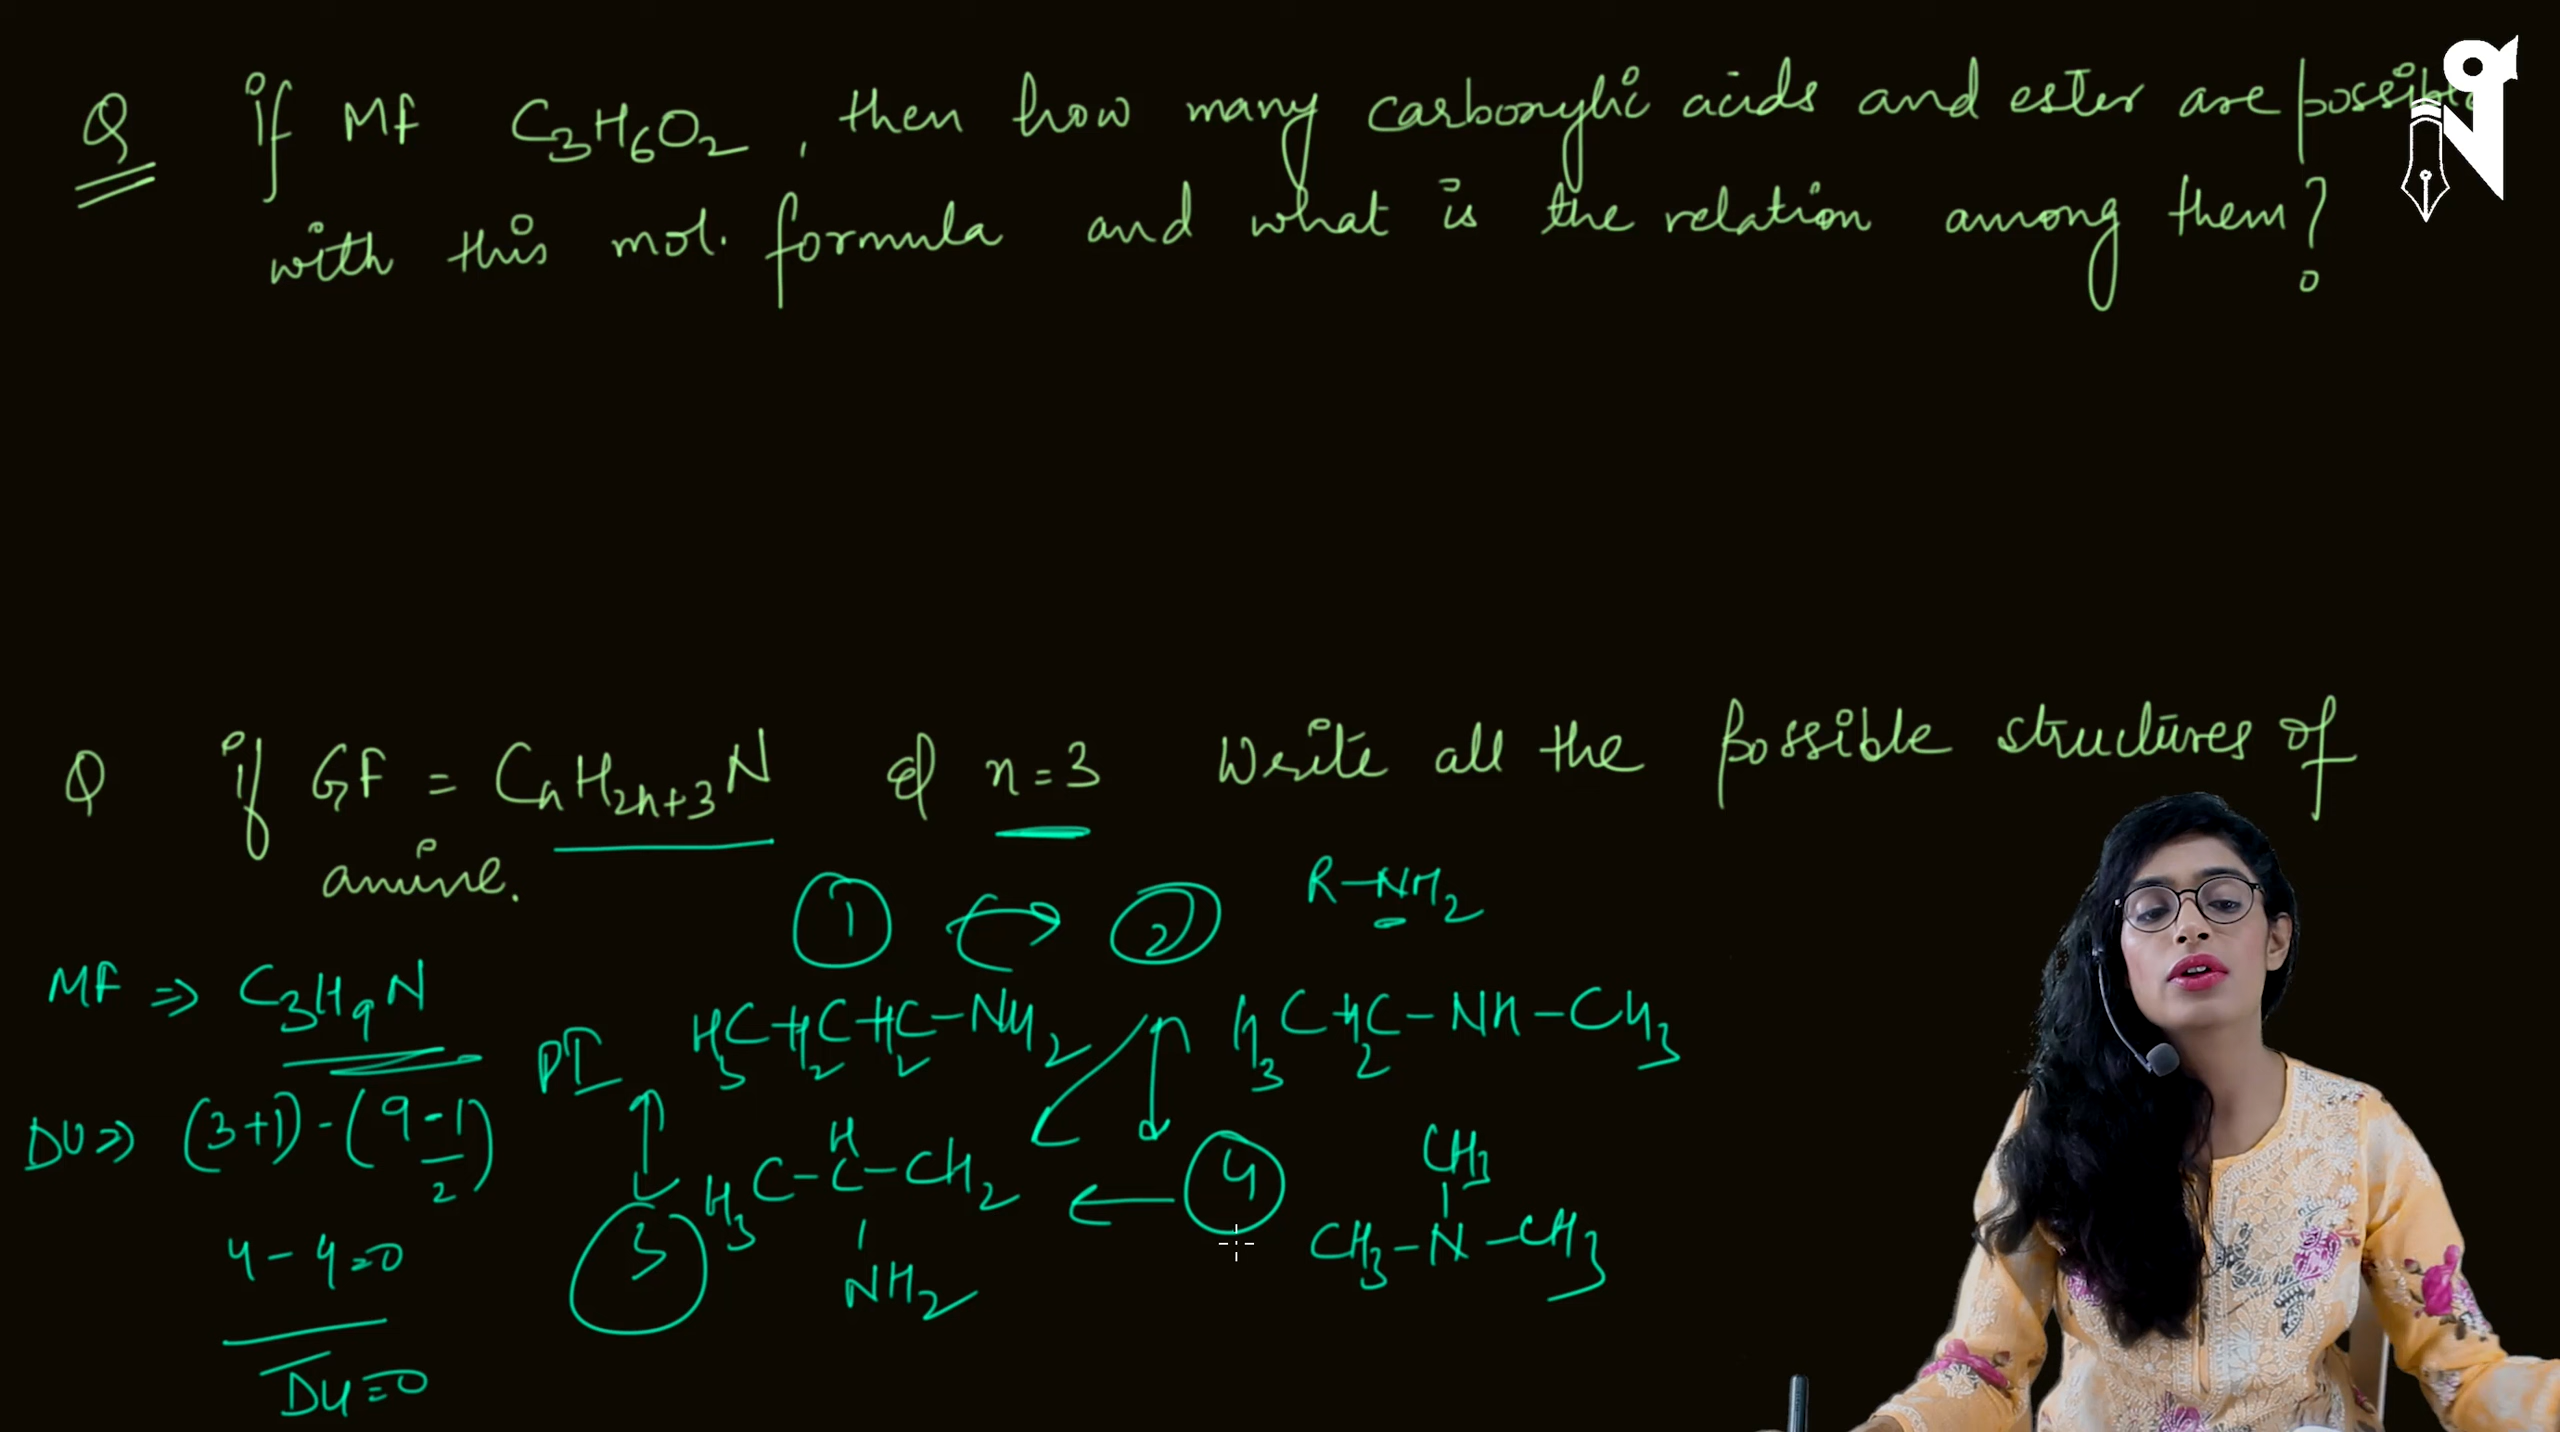 Q If MF C3H6O2, then how many carboxylic acids and ester are possible
with this mol. formula and what is the relation among them?
Q if GF = CnH2n+3N & n=3 Write all the possible structures of
amine.
1 2 R-NH2
MF ⇒ C3H9N
PI H3C-H2C-H2C-NH2 H3C-H2C-NH-CH3
DU ⇒ (3+1)-(9-1/2)
H
H3C-C-CH2
NH2
3
4
CH3
CH3-N-CH3
4-4=0
DU=0